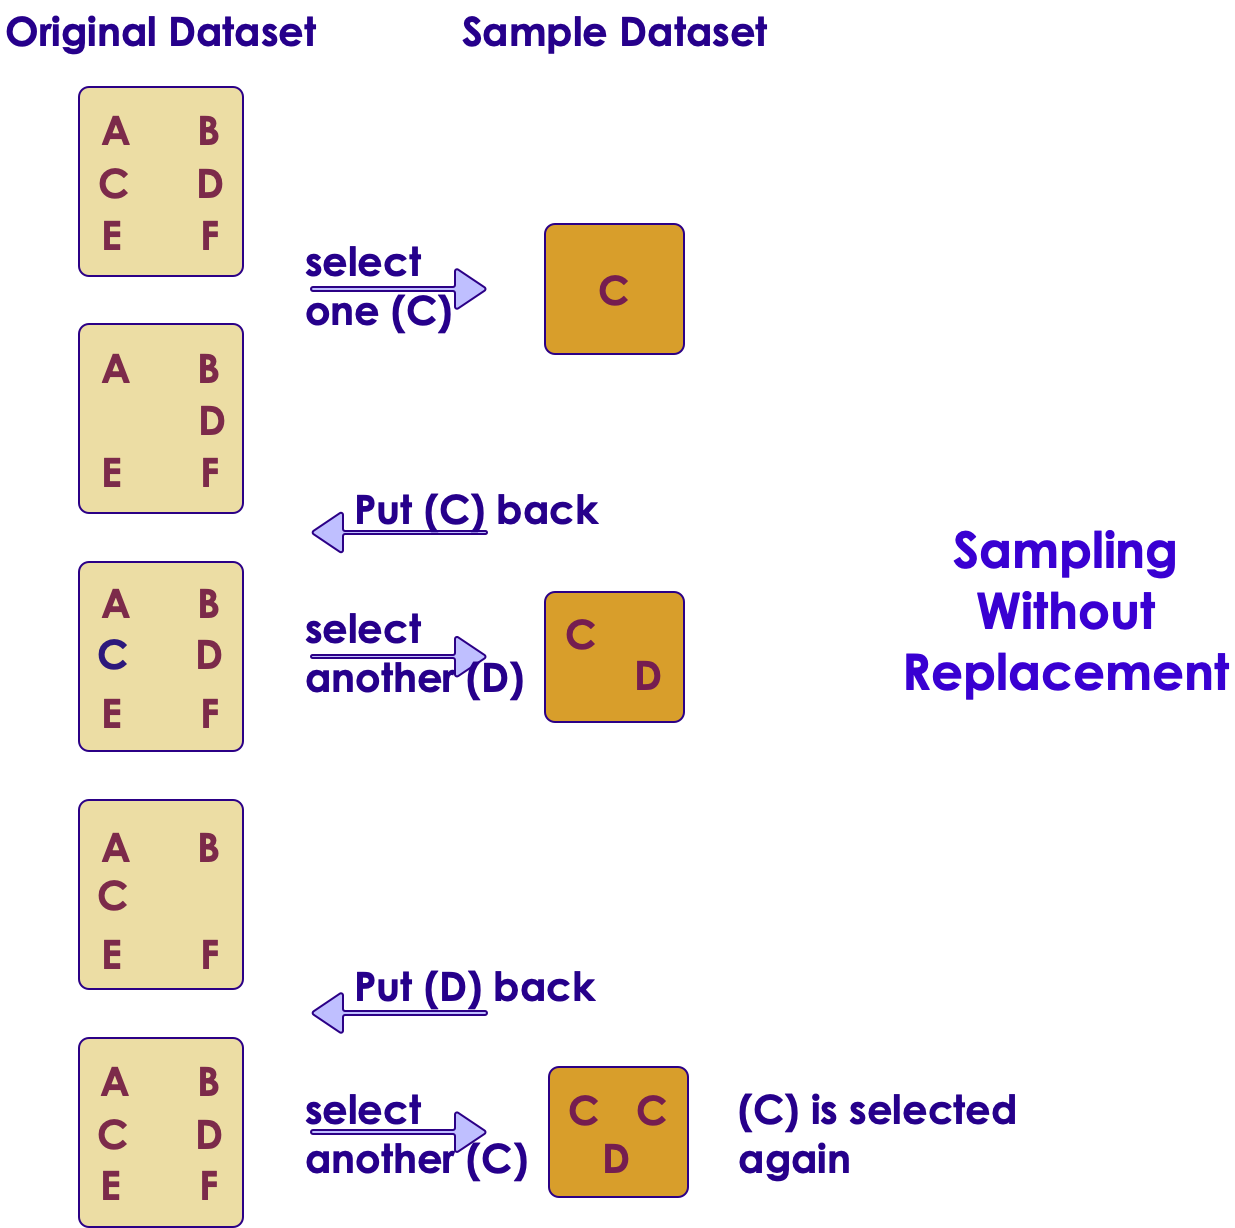 Original Dataset Sample Dataset
A B
C D
E F
select
one (C)
C
A B
D
E F
Put (C) back
A B
C D
E F
select
another (D)
C
D
Sampling
Without
Replacement
A B
C
E F
Put (D) back
A B
C D
E F
select
another (C)
C C
D
(C) is selected
again